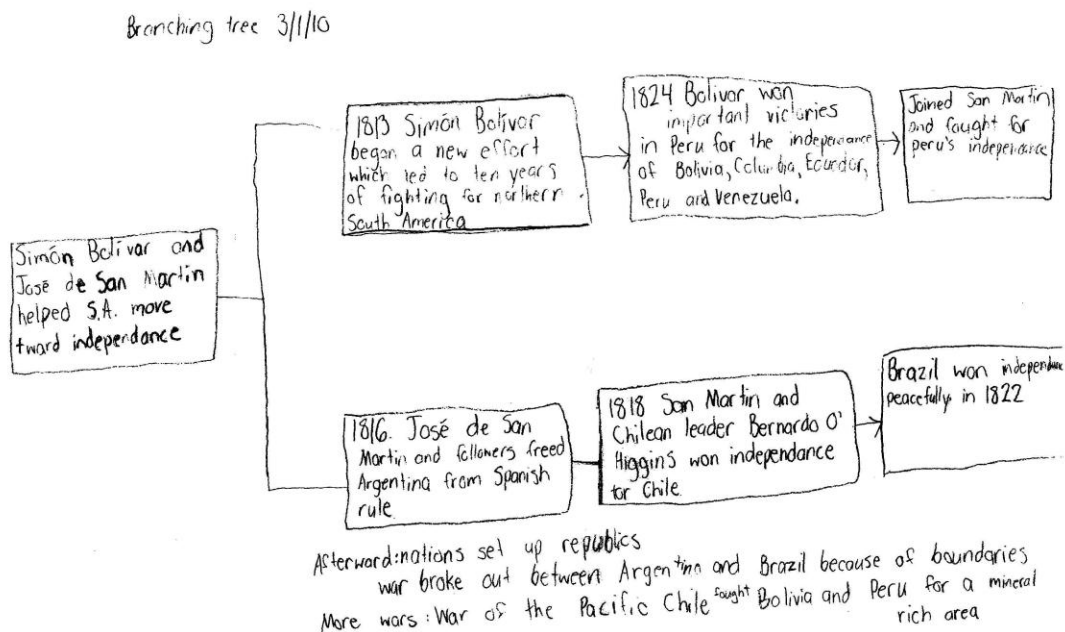 Branching tree 3/1/10
1813 Simón Bolívar
began a new effort
which led to ten years
of fighting for northern
South America
1824 Bolivar won
important victories
in Peru for the independance
of Bolivia, Columbia, Ecuador,
Peru and Venezuela.
Joined San Martin
and fought for
peru's independance
Simón Bolívar and
José de San Martin
helped S.A. move
tward independance
1816. José de San
Martin and followers freed
Argentina from Spanish
rule.
1818 San Martin and
Chilean leader Bernardo O'
Higgins won independance
for Chile.
Brazil won independance
peacefully in 1822
Afterward: nations set up republics
war broke out between Argentina and Brazil because of boundaries
More wars: War of the Pacific Chile fought Bolivia and Peru for a mineral
rich area